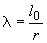 λ = l₀/r